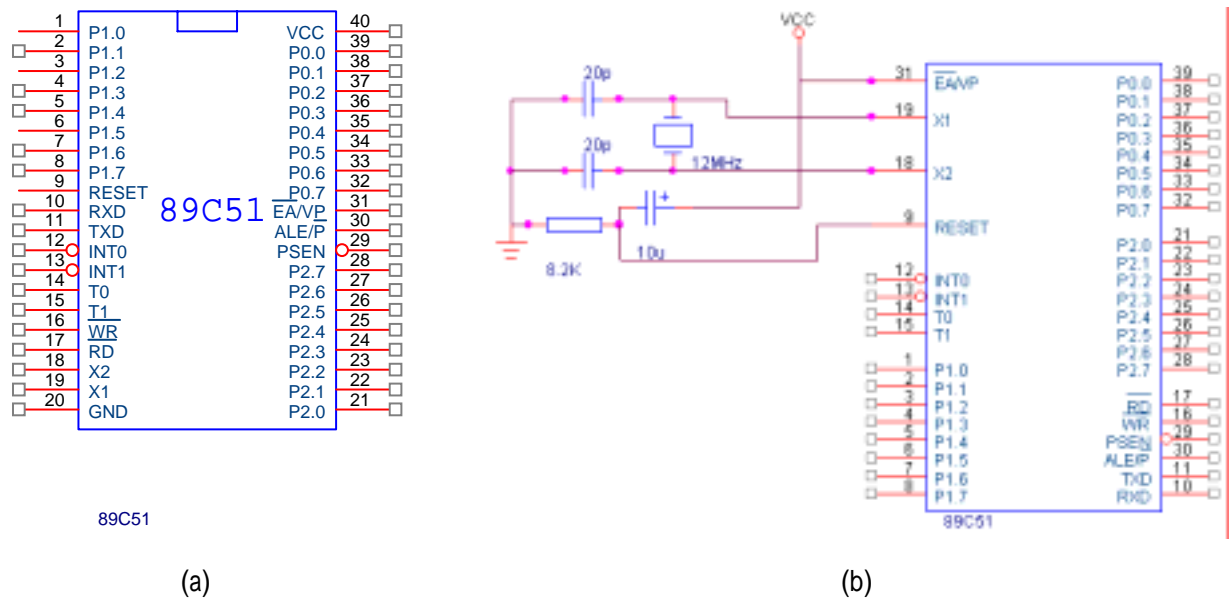 1 P1.0 VCC 40
2 P1.1 P0.0 39
3 P1.2 P0.1 38
4 P1.3 P0.2 37
5 P1.4 P0.3 36
6 P1.5 P0.4 35
7 P1.6 P0.5 34
8 P1.7 P0.6 33
9 RESET P0.7 32
10 RXD 89C51 EA/VP 31
11 TXD ALE/P 30
12 INT0 PSEN 29
13 INT1 P2.7 28
14 T0 P2.6 27
15 T1 P2.5 26
16 WR P2.4 25
17 RD P2.3 24
18 X2 P2.2 23
19 X1 P2.1 22
20 GND P2.0 21
89C51
(a)
VCC
20p
20p
12MHz
10u
8.2K
31 EA/VP P0.0 39
P0.1 38
19 X1 P0.2 37
P0.3 36
P0.4 35
18 X2 P0.5 34
P0.6 33
P0.7 32
9 RESET
P2.0 21
P2.1 22
12 INT0 P2.2 23
13 INT1 P2.3 24
14 T0 P2.4 25
15 T1 P2.5 26
P2.6 27
1 P1.0 P2.7 28
2 P1.1
3 P1.2 RD 17
4 P1.3 WR 16
5 P1.4 PSEN 29
6 P1.5 ALE/P 30
7 P1.6 TXD 11
8 P1.7 RXD 10
89C51
(b)